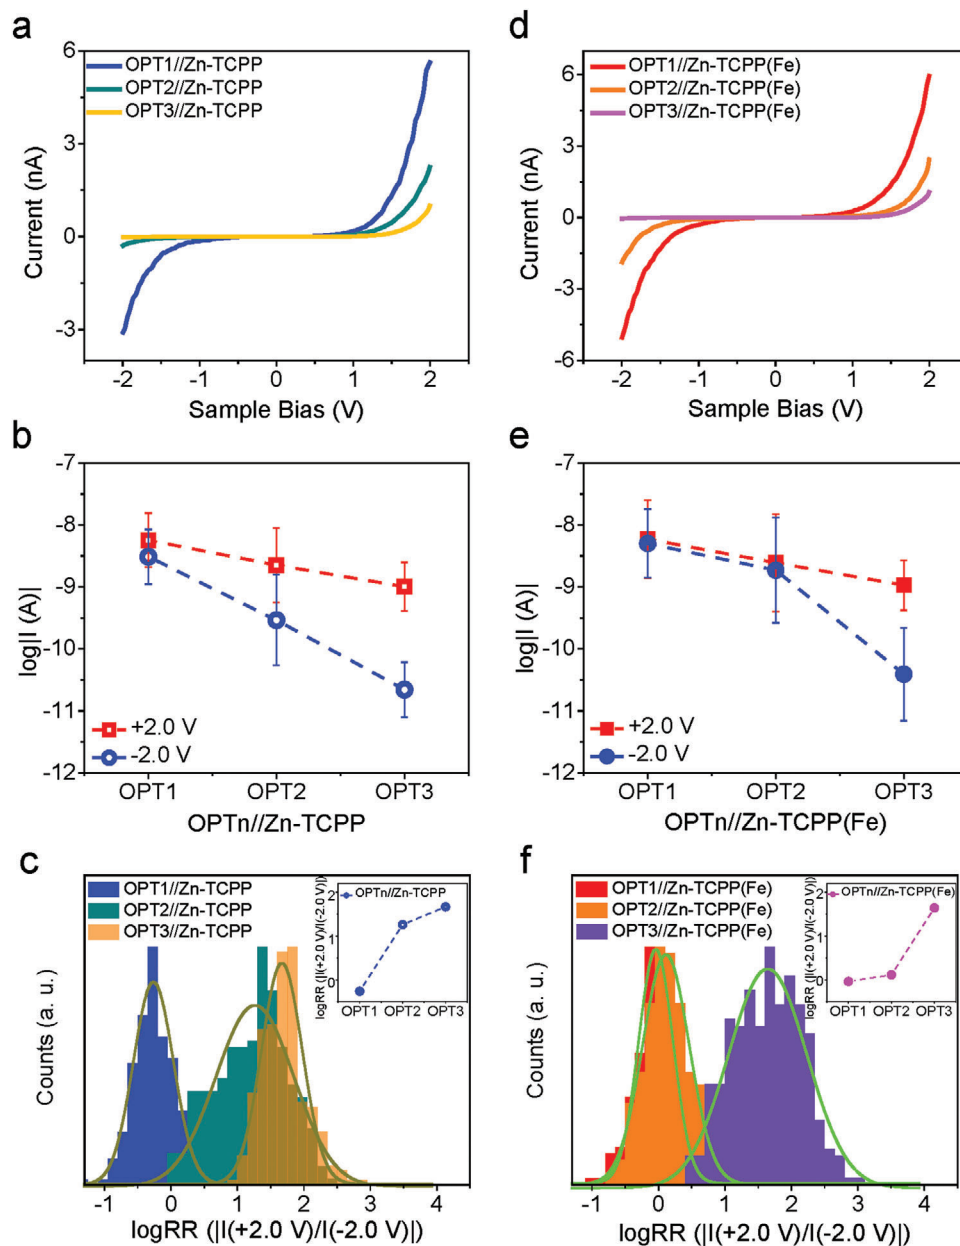 a
6
3
0
-3
Current (nA)
OPT1//Zn-TCPP
OPT2//Zn-TCPP
OPT3//Zn-TCPP
-2 -1 0 1 2
Sample Bias (V)
d
6
3
0
-3
-6
Current (nA)
OPT1//Zn-TCPP(Fe)
OPT2//Zn-TCPP(Fe)
OPT3//Zn-TCPP(Fe)
-2 -1 0 1 2
Sample Bias (V)
b
-7
-8
-9
-10
-11
-12
log|I (A)|
+2.0 V
-2.0 V
OPT1 OPT2 OPT3
OPTn//Zn-TCPP
e
-7
-8
-9
-10
-11
-12
log|I (A)|
+2.0 V
-2.0 V
OPT1 OPT2 OPT3
OPTn//Zn-TCPP(Fe)
c
Counts (a. u.)
OPT1//Zn-TCPP
OPT2//Zn-TCPP
OPT3//Zn-TCPP
logRR (|I(+2.0 V)/I(-2.0 V)|)
2
1
0
OPTn//Zn-TCPP
OPT1 OPT2 OPT3
-1 0 1 2 3 4
logRR (|I(+2.0 V)/I(-2.0 V)|)
f
Counts (a. u.)
OPT1//Zn-TCPP(Fe)
OPT2//Zn-TCPP(Fe)
OPT3//Zn-TCPP(Fe)
logRR (|I(+2.0 V)/I(-2.0 V)|)
2
1
0
OPTn//Zn-TCPP(Fe)
OPT1 OPT2 OPT3
-1 0 1 2 3 4
logRR (|I(+2.0 V)/I(-2.0 V)|)